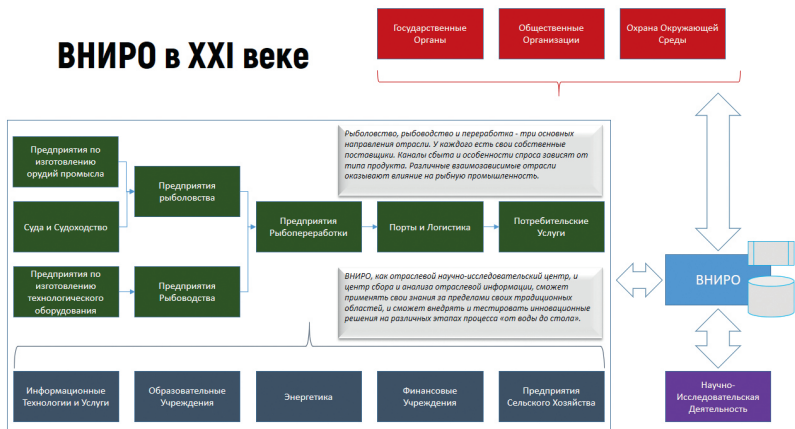 ВНИРО в XXI веке
Государственные
Органы
Общественные
Организации
Охрана Окружающей
Среды
Рыболовство, рыбоводство и переработка - три основных
направления отрасли. У каждого есть свои собственные
поставщики. Каналы сбыта и особенности спроса зависят от
типа продукта. Различные взаимозависимые отрасли
оказывают влияние на рыбную промышленность.
Предприятия по
изготовлению
орудий промысла
Предприятия
рыболовства
Суда и Судоходство
Предприятия
Рыбопереработки
Порты и Логистика
Потребительские
Услуги
Предприятия по
изготовлению
технологического
оборудования
Предприятия
Рыбоводства
ВНИРО, как отраслевой научно-исследовательский центр, и
центр сбора и анализа отраслевой информации, сможет
применять свои знания за пределами своих традиционных
областей, и сможет внедрять и тестировать инновационные
решения на различных этапах процесса «от воды до стола».
ВНИРО
Информационные
Технологии и Услуги
Образовательные
Учреждения
Энергетика
Финансовые
Учреждения
Предприятия
Сельского Хозяйства
Научно-
Исследовательская
Деятельность